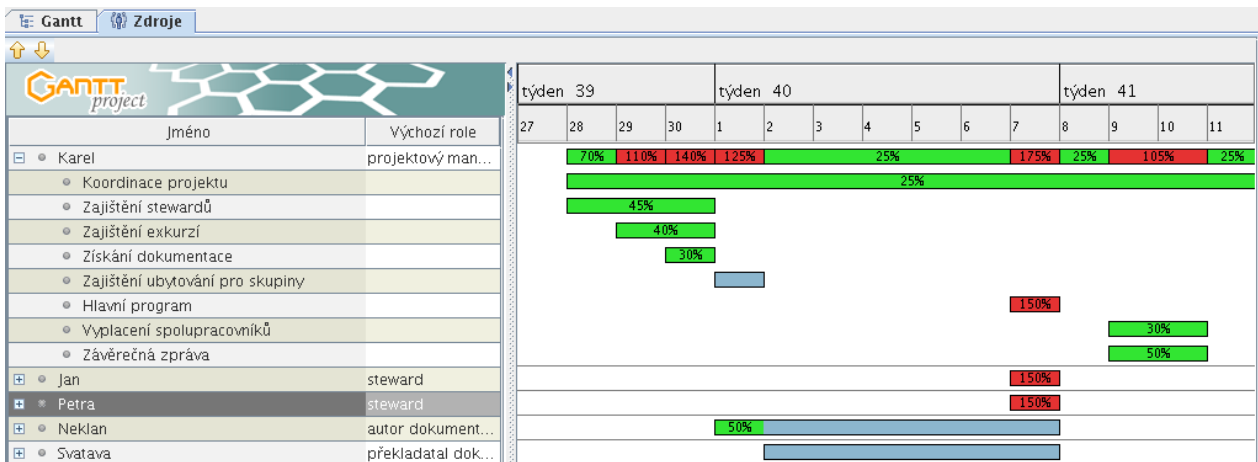 Gantt Zdroje
GANTT project týden 39 týden 40 týden 41
Jméno Výchozí role 27 28 29 30 1 2 3 4 5 6 7 8 9 10 11
Karel projektový man... 70% 110% 140% 125% 25% 175% 25% 105% 25%
Koordinace projektu 25%
Zajištění stewardů 45%
Zajištění exkurzí 40%
Získání dokumentace 30%
Zajištění ubytování pro skupiny
Hlavní program 150%
Vyplacení spolupracovníků 30%
Závěrečná zpráva 50%
Jan steward 150%
Petra steward 150%
Neklan autor dokument... 50%
Svatava překladatal dok...